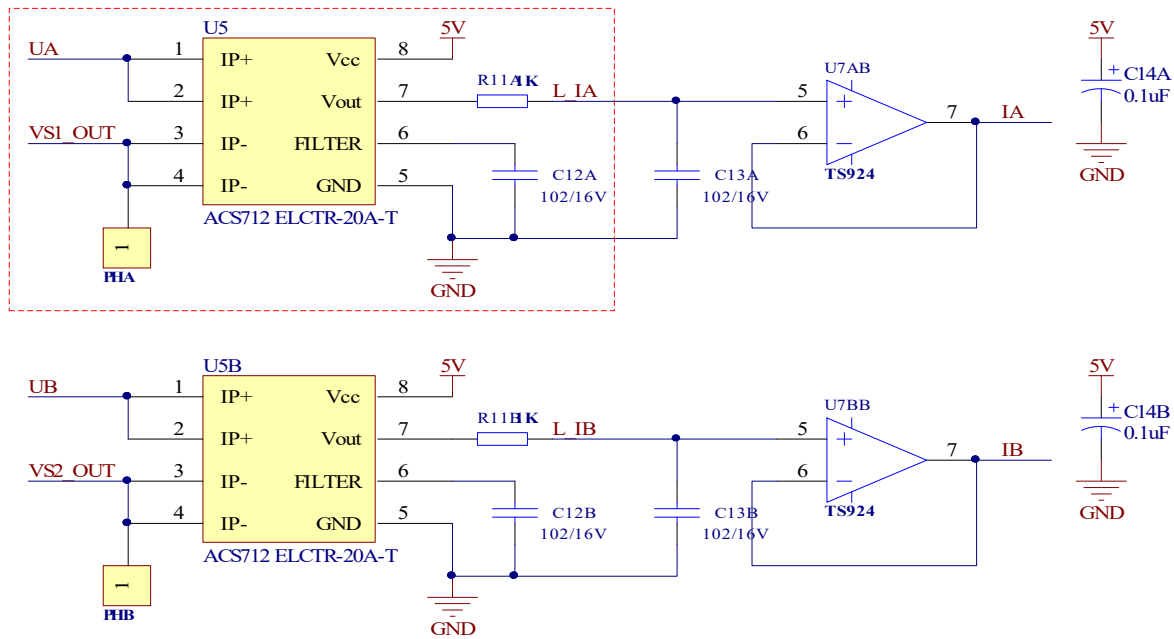 U5
5V
UA
1
IP+
Vcc
8
2
IP+
Vout
7
R11A
1K
L_IA
VS1_OUT
3
IP-
FILTER
6
4
IP-
GND
5
C12A
102/16V
C13A
102/16V
ACS712 ELCTR-20A-T
1
PHA
GND
U7AB
5
+
6
−
7
IA
TS924
5V
+
C14A
0.1uF
GND
U5B
5V
UB
1
IP+
Vcc
8
2
IP+
Vout
7
R11B
1K
L_IB
VS2_OUT
3
IP-
FILTER
6
4
IP-
GND
5
C12B
102/16V
C13B
102/16V
ACS712 ELCTR-20A-T
1
PHB
GND
U7BB
5
+
6
−
7
IB
TS924
5V
+
C14B
0.1uF
GND